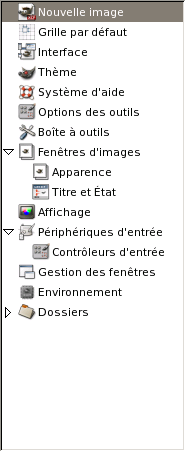 Nouvelle image
Grille par défaut
Interface
Thème
Système d'aide
Options des outils
Boîte à outils
Fenêtres d'images
Apparence
Titre et État
Affichage
Périphériques d'entrée
Contrôleurs d'entrée
Gestion des fenêtres
Environnement
Dossiers